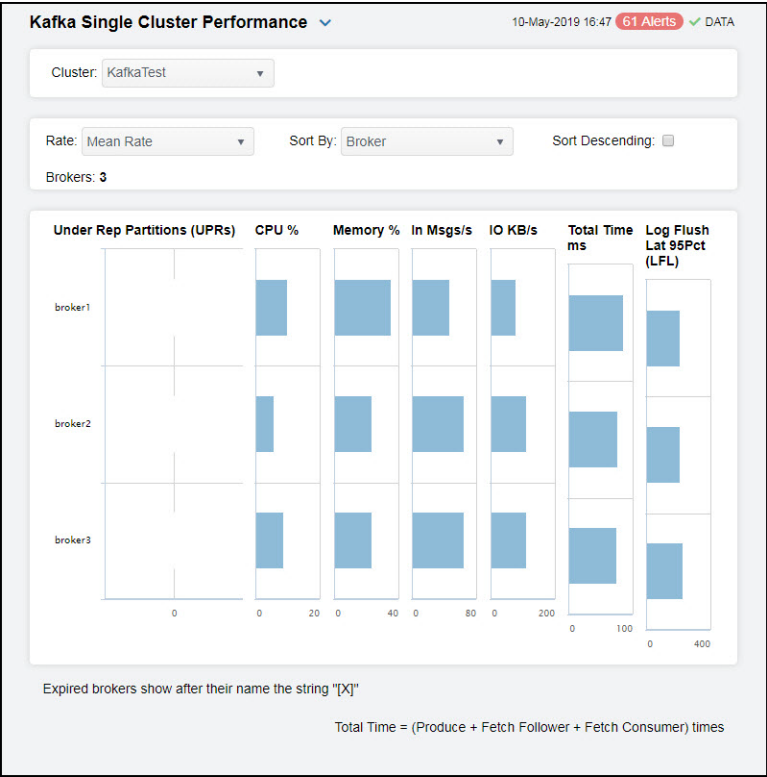 Kafka Single Cluster Performance
10-May-2019 16:47 61 Alerts DATA
Cluster: KafkaTest
Rate: Mean Rate Sort By: Broker Sort Descending:
Brokers: 3
Under Rep Partitions (UPRs) CPU % Memory % In Msgs/s IO KB/s Total Time Log Flush
ms Lat 95Pct
(LFL)
broker1
broker2
broker3
0 0 20 0 40 0 80 0 200
0 100
0 400
Expired brokers show after their name the string "[X]"
Total Time = (Produce + Fetch Follower + Fetch Consumer) times